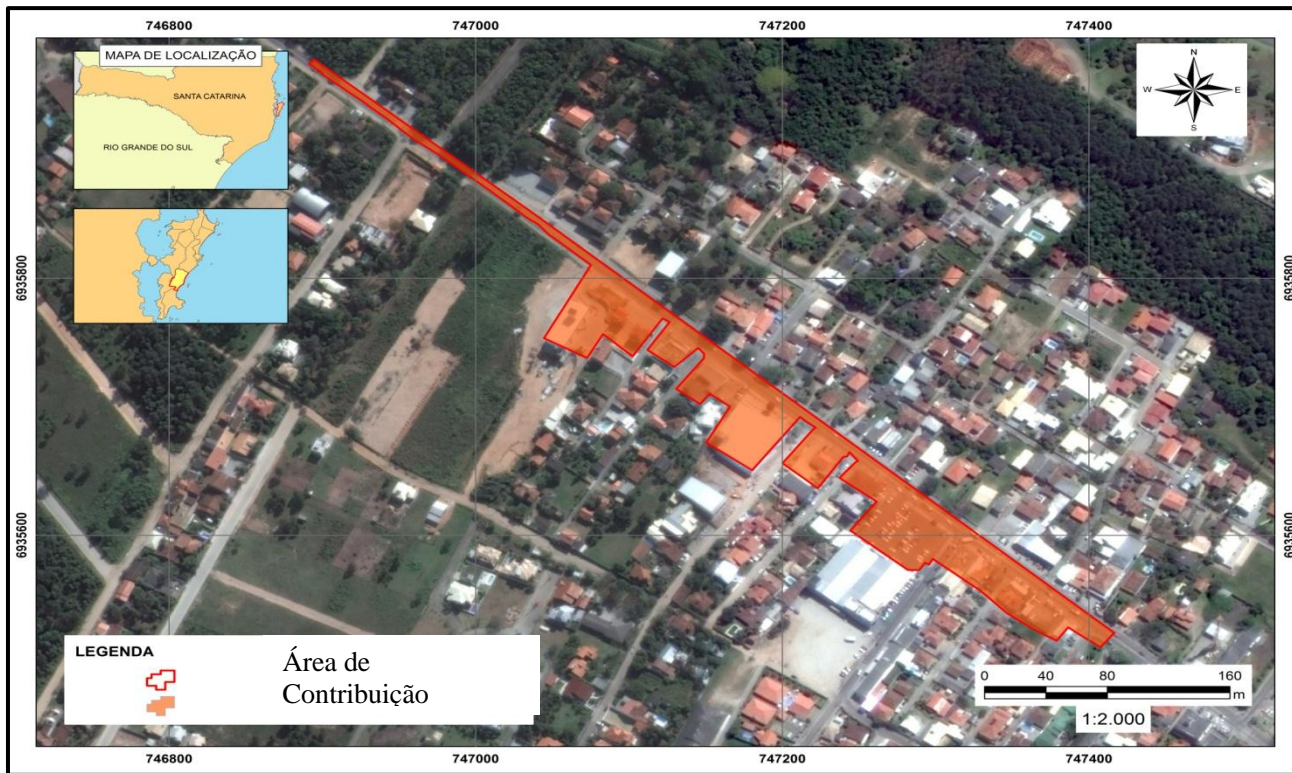 746800 747000 747200 747400
MAPA DE LOCALIZAÇÃO
SANTA CATARINA
RIO GRANDE DO SUL
N
W E
S
6935800 6935800
6935600 6935600
LEGENDA
Área de
Contribuição
0 40 80 160
m
1:2.000
746800 747000 747200 747400